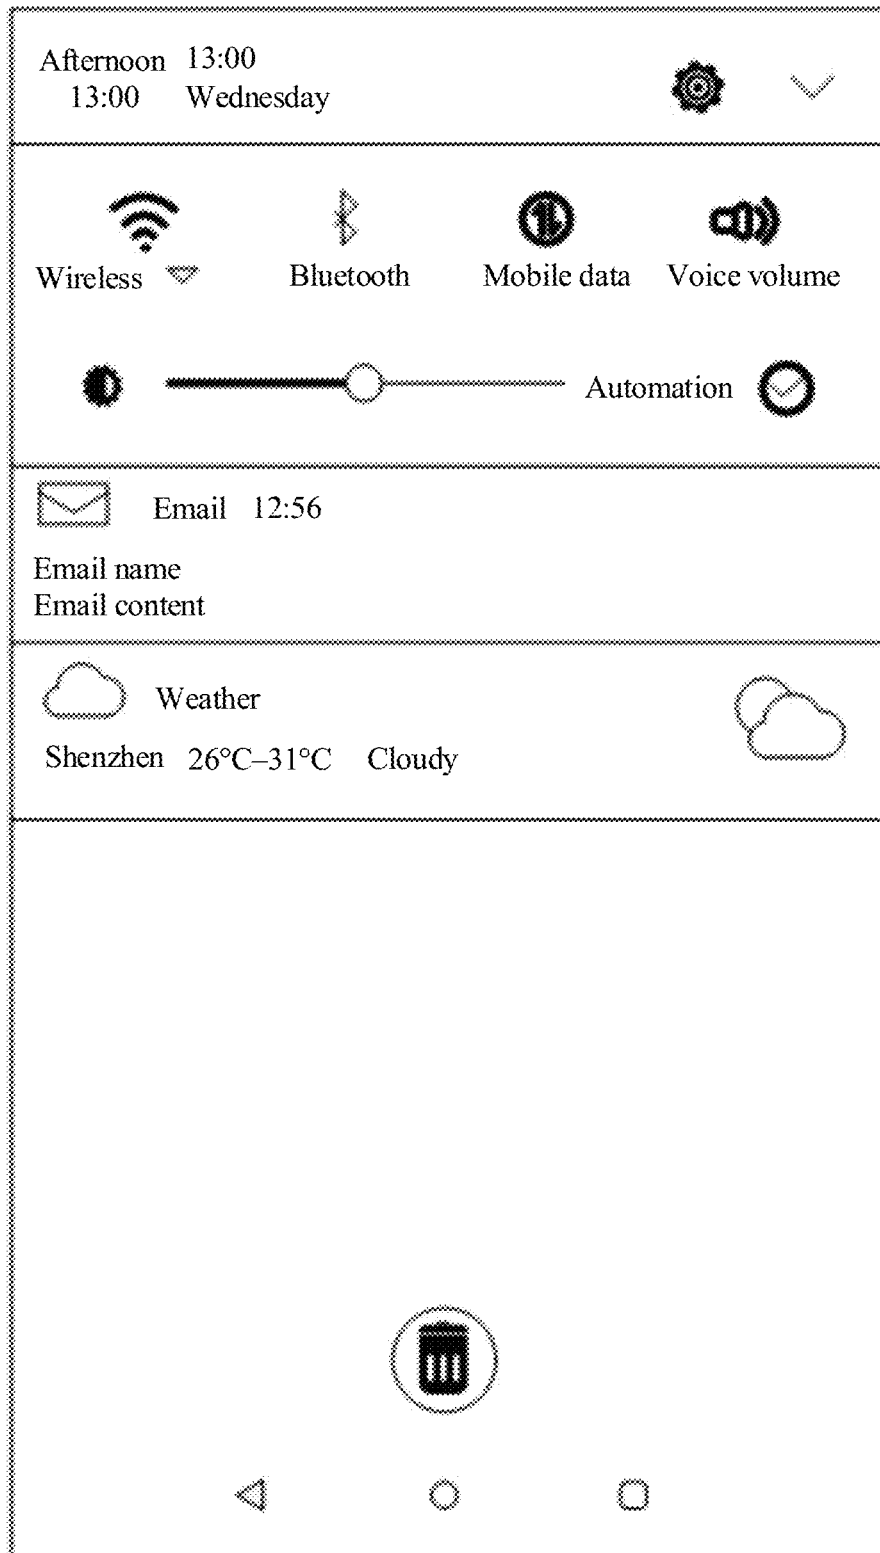 Afternoon 13:00
13:00 Wednesday
Wireless Bluetooth Mobile data Voice volume
Automation
Email 12:56
Email name
Email content
Weather
Shenzhen 26°C–31°C Cloudy